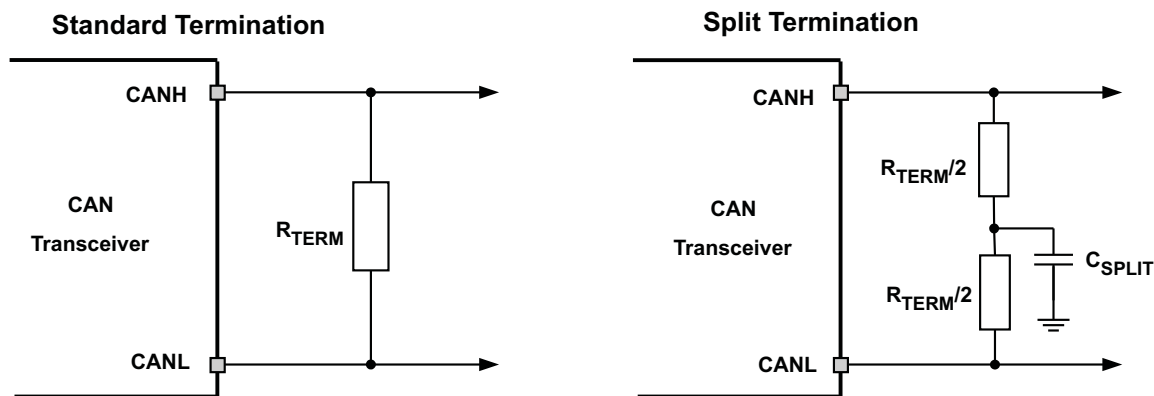 Standard Termination
CANH
CAN
Transceiver
RTERM
CANL
Split Termination
CANH
RTERM/2
CAN
Transceiver
CSPLIT
RTERM/2
CANL